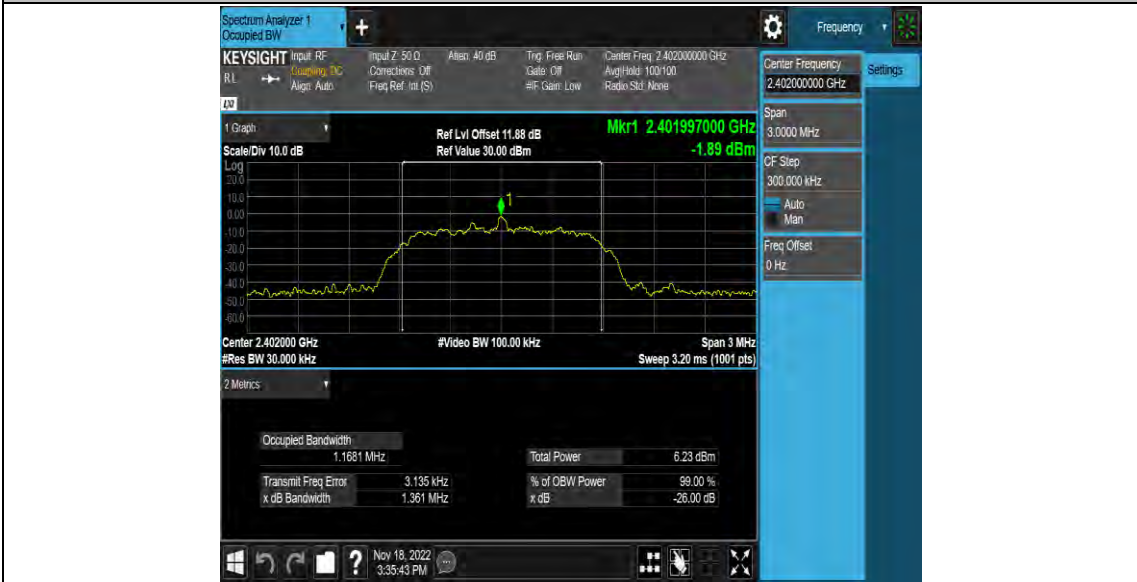 Spectrum Analyzer 1
Occupied BW
Frequency
KEYSIGHT Input: RF
R L
Coupling: DC
Align: Auto
Input Z: 50 Ω
Corrections: Off
Freq Ref: Int (S)
Atten: 40 dB
Trig: Free Run
Gate: Off
#IF Gain: Low
Center Freq: 2.402000000 GHz
Avg|Hold: 100/100
Radio Std: None
Center Frequency
2.402000000 GHz
Settings
Span
3.0000 MHz
CF Step
300.000 kHz
Auto
Man
Freq Offset
0 Hz
1 Graph
Scale/Div 10.0 dB
Ref Lvl Offset 11.88 dB
Ref Value 30.00 dBm
Mkr1 2.401997000 GHz
-1.89 dBm
Log
20.0
10.0
0.00
-10.0
-20.0
-30.0
-40.0
-50.0
-60.0
1
Center 2.402000 GHz
#Res BW 30.000 kHz
#Video BW 100.00 kHz
Span 3 MHz
Sweep 3.20 ms (1001 pts)
2 Metrics
Occupied Bandwidth
1.1681 MHz
Total Power 6.23 dBm
Transmit Freq Error 3.135 kHz
% of OBW Power 99.00 %
x dB Bandwidth 1.361 MHz
x dB -26.00 dB
Nov 18, 2022
3:35:43 PM